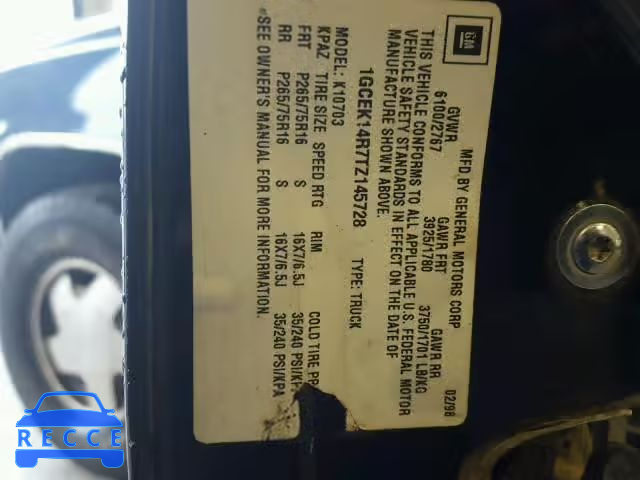 GM
MFD BY GENERAL MOTORS CORP 02/98
GVWR GAWR FRT GAWR RR
6100/2767 3925/1780 3750/1701 LB/KG
THIS VEHICLE CONFORMS TO ALL APPLICABLE U.S. FEDERAL MOTOR
VEHICLE SAFETY STANDARDS IN EFFECT ON THE DATE OF
MANUFACTURE SHOWN ABOVE.
1GCEK14R7TZ145728 TYPE: TRUCK
MODEL: K10703
KPAZ TIRE SIZE SPEED RTG RIM COLD TIRE PR
FRT P265/75R16 S 16X7/6.5J 35/240 PSI/KPA
RR P265/75R16 S 16X7/6.5J 35/240 PSI/KPA
*SEE OWNER'S MANUAL FOR MORE INFORMATION.
RECCE